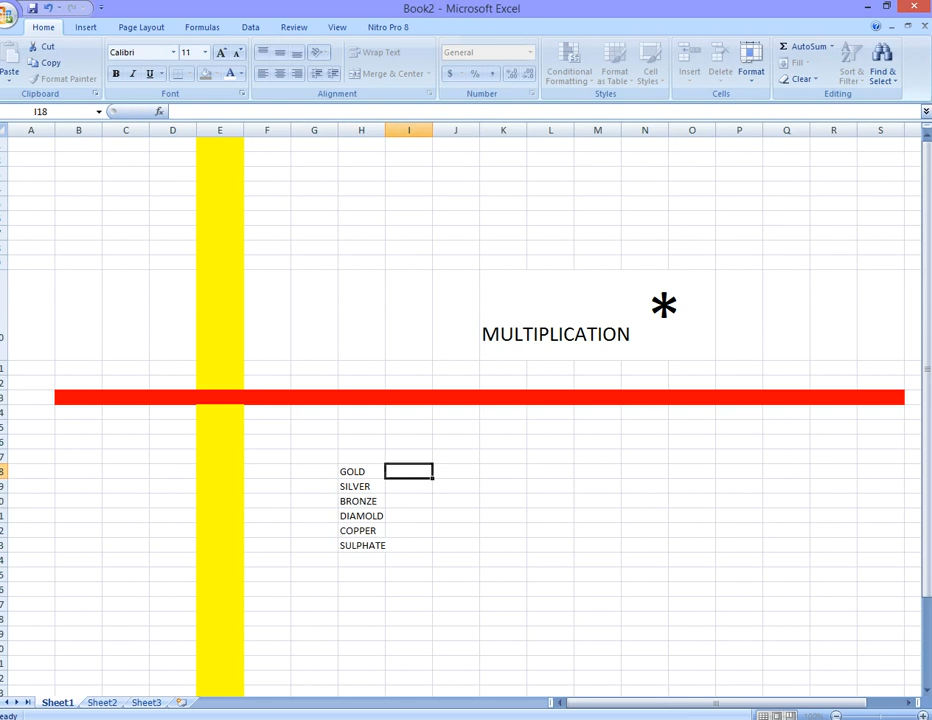 Book2 - Microsoft Excel
Home Insert Page Layout Formulas Data Review View Nitro Pro 8
Cut Calibri 11 A A Wrap Text General AutoSum
Copy Fill
Paste Format Painter B I U A Merge & Center $ % , Conditional Formatting Format as Table Cell Styles Insert Delete Format Clear Sort & Filter Find & Select
Clipboard Font Alignment Number Styles Cells Editing
I18 fx
A B C D E F G H I J K L M N O P Q R S
*
MULTIPLICATION
GOLD
SILVER
BRONZE
DIAMOLD
COPPER
SULPHATE
Sheet1 Sheet2 Sheet3
eady 100%